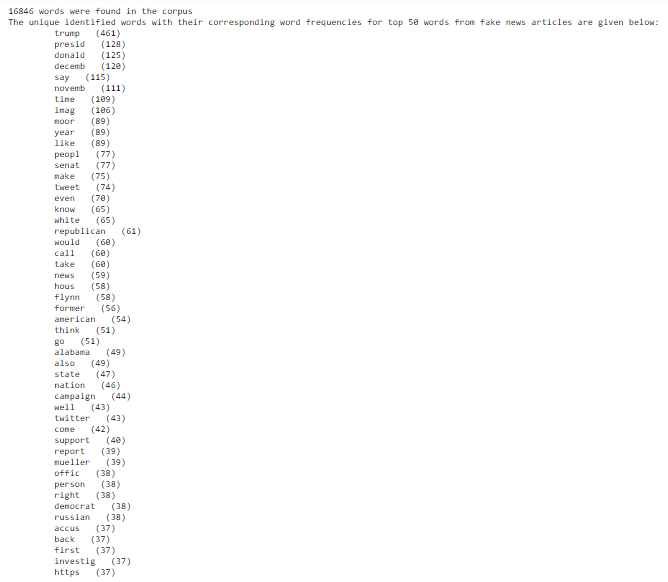 16846 words were found in the corpus
The unique identified words with their corresponding word frequencies for top 50 words from fake news articles are given below:
trump (461)
presid (128)
donald (125)
decemb (120)
say (115)
novemb (111)
time (109)
imag (106)
moor (89)
year (89)
like (89)
peopl (77)
senat (77)
make (75)
tweet (74)
even (70)
know (65)
white (65)
republican (61)
would (60)
call (60)
take (60)
news (59)
hous (58)
flynn (58)
former (56)
american (54)
think (51)
go (51)
alabama (49)
also (49)
state (47)
nation (46)
campaign (44)
well (43)
twitter (43)
come (42)
support (40)
report (39)
mueller (39)
offic (38)
person (38)
right (38)
democrat (38)
russian (38)
accus (37)
back (37)
first (37)
investig (37)
https (37)